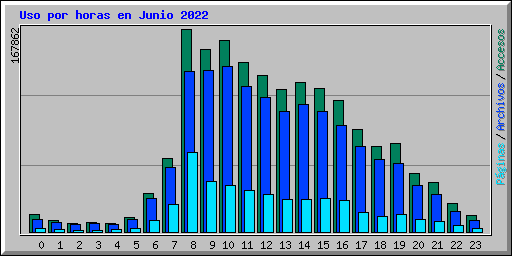 Uso por horas en Junio 2022
167862
Páginas / Archivos / Accesos
0 1 2 3 4 5 6 7 8 9 10 11 12 13 14 15 16 17 18 19 20 21 22 23